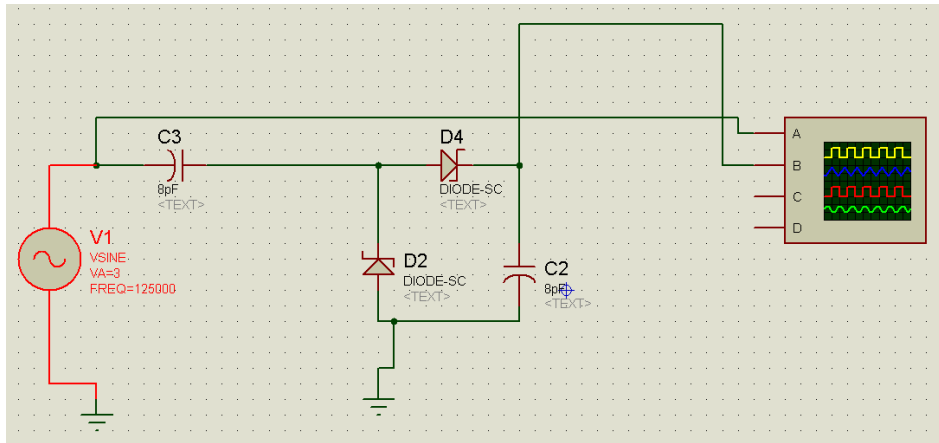 C3
8pF
<TEXT>
D4
DIODE-SC
<TEXT>
A
B
C
D
V1
VSINE
VA=3
FREQ=125000
D2
DIODE-SC
<TEXT>
C2
8pF
<TEXT>